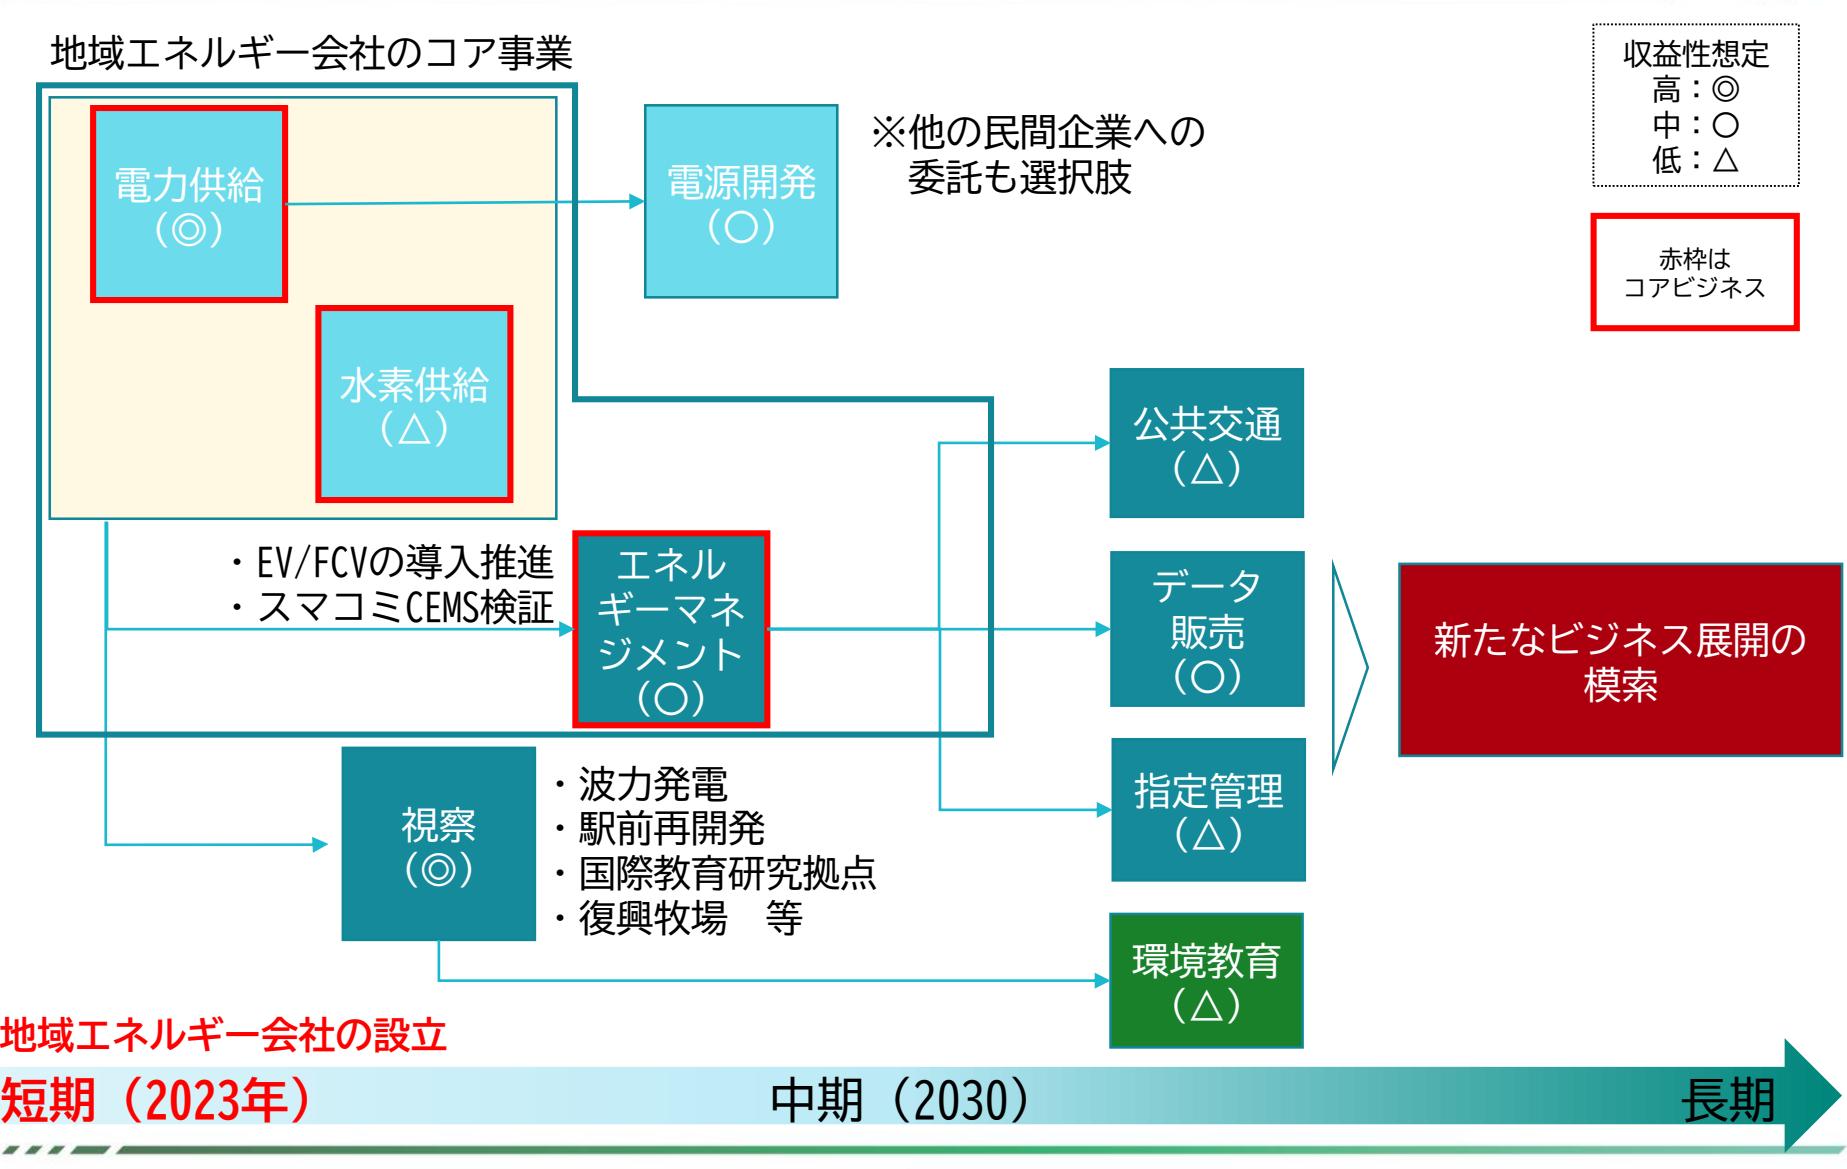 地域エネルギー会社のコア事業
電力供給
（◎）
水素供給
（△）
電源開発
（〇）
※他の民間企業への
委託も選択肢
収益性想定
高：◎
中：〇
低：△
赤枠は
コアビジネス
・EV/FCVの導入推進
・スマコミCEMS検証
エネル
ギーマネ
ジメント
（〇）
公共交通
（△）
データ
販売
（〇）
指定管理
（△）
新たなビジネス展開の
模索
視察
（◎）
・波力発電
・駅前再開発
・国際教育研究拠点
・復興牧場　等
環境教育
（△）
地域エネルギー会社の設立
短期（2023年）
中期（2030）
長期